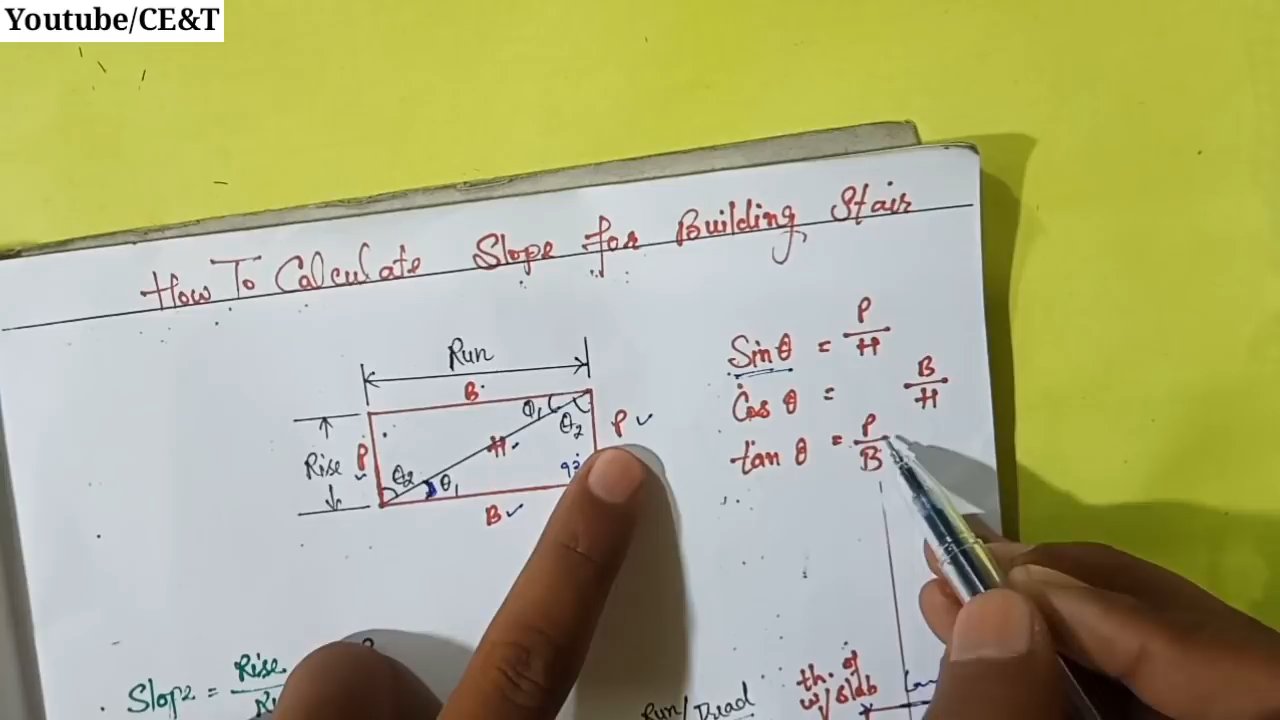 Youtube/CE&T
How To Calculate Slope for Building Stair
Run
B
Rise
P
θ2
θ1
H
θ1
θ2
P
B
Sinθ = P/H
Cos θ = B/H
tan θ = P/B
Slope = Rise
Run/Tread
th. of
w/slab